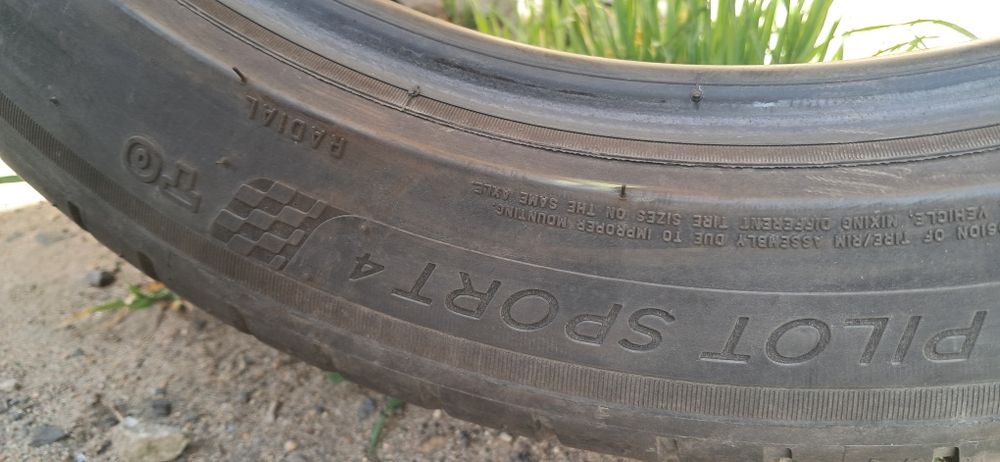 PILOT SPORT 4
OF TIRE/RIM ASSEMBLY DUE TO IMPROPER MOUNTING.
VEHICLE, MIXING DIFFERENT TIRE SIZES ON THE SAME AXLE.
TO
RADIAL